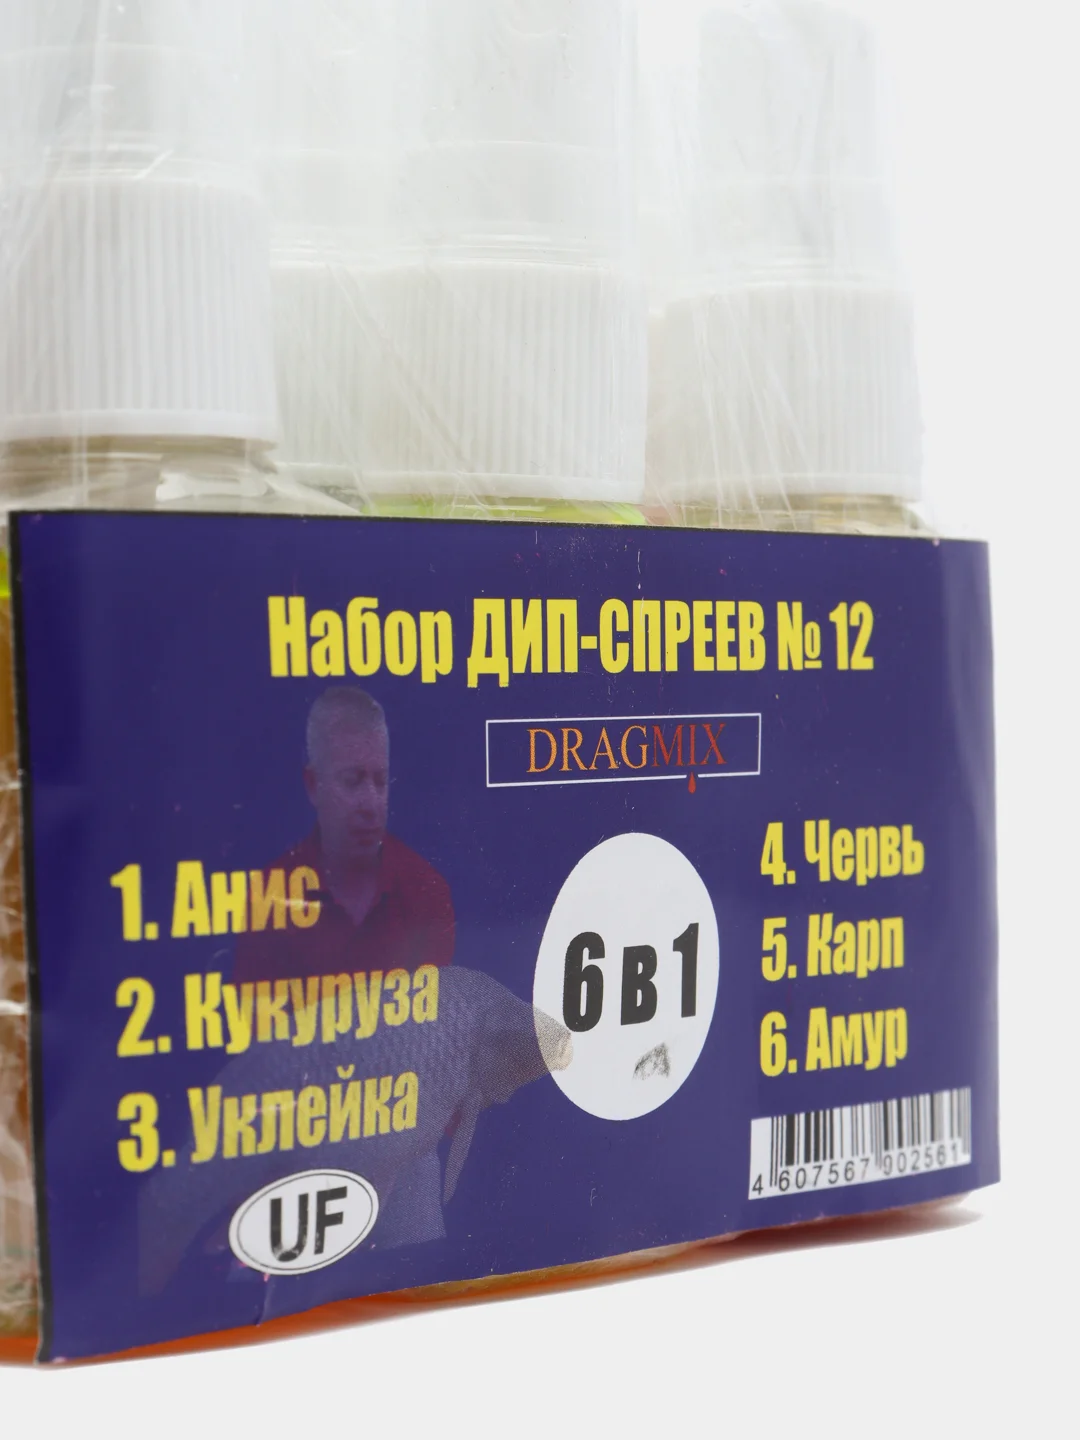 Набор ДИП-СПРЕЕВ № 12
DRAGMIX
1. Анис
2. Кукуруза
3. Уклейка
6 в 1
4. Червь
5. Карп
6. Амур
UF
4 607567 902561